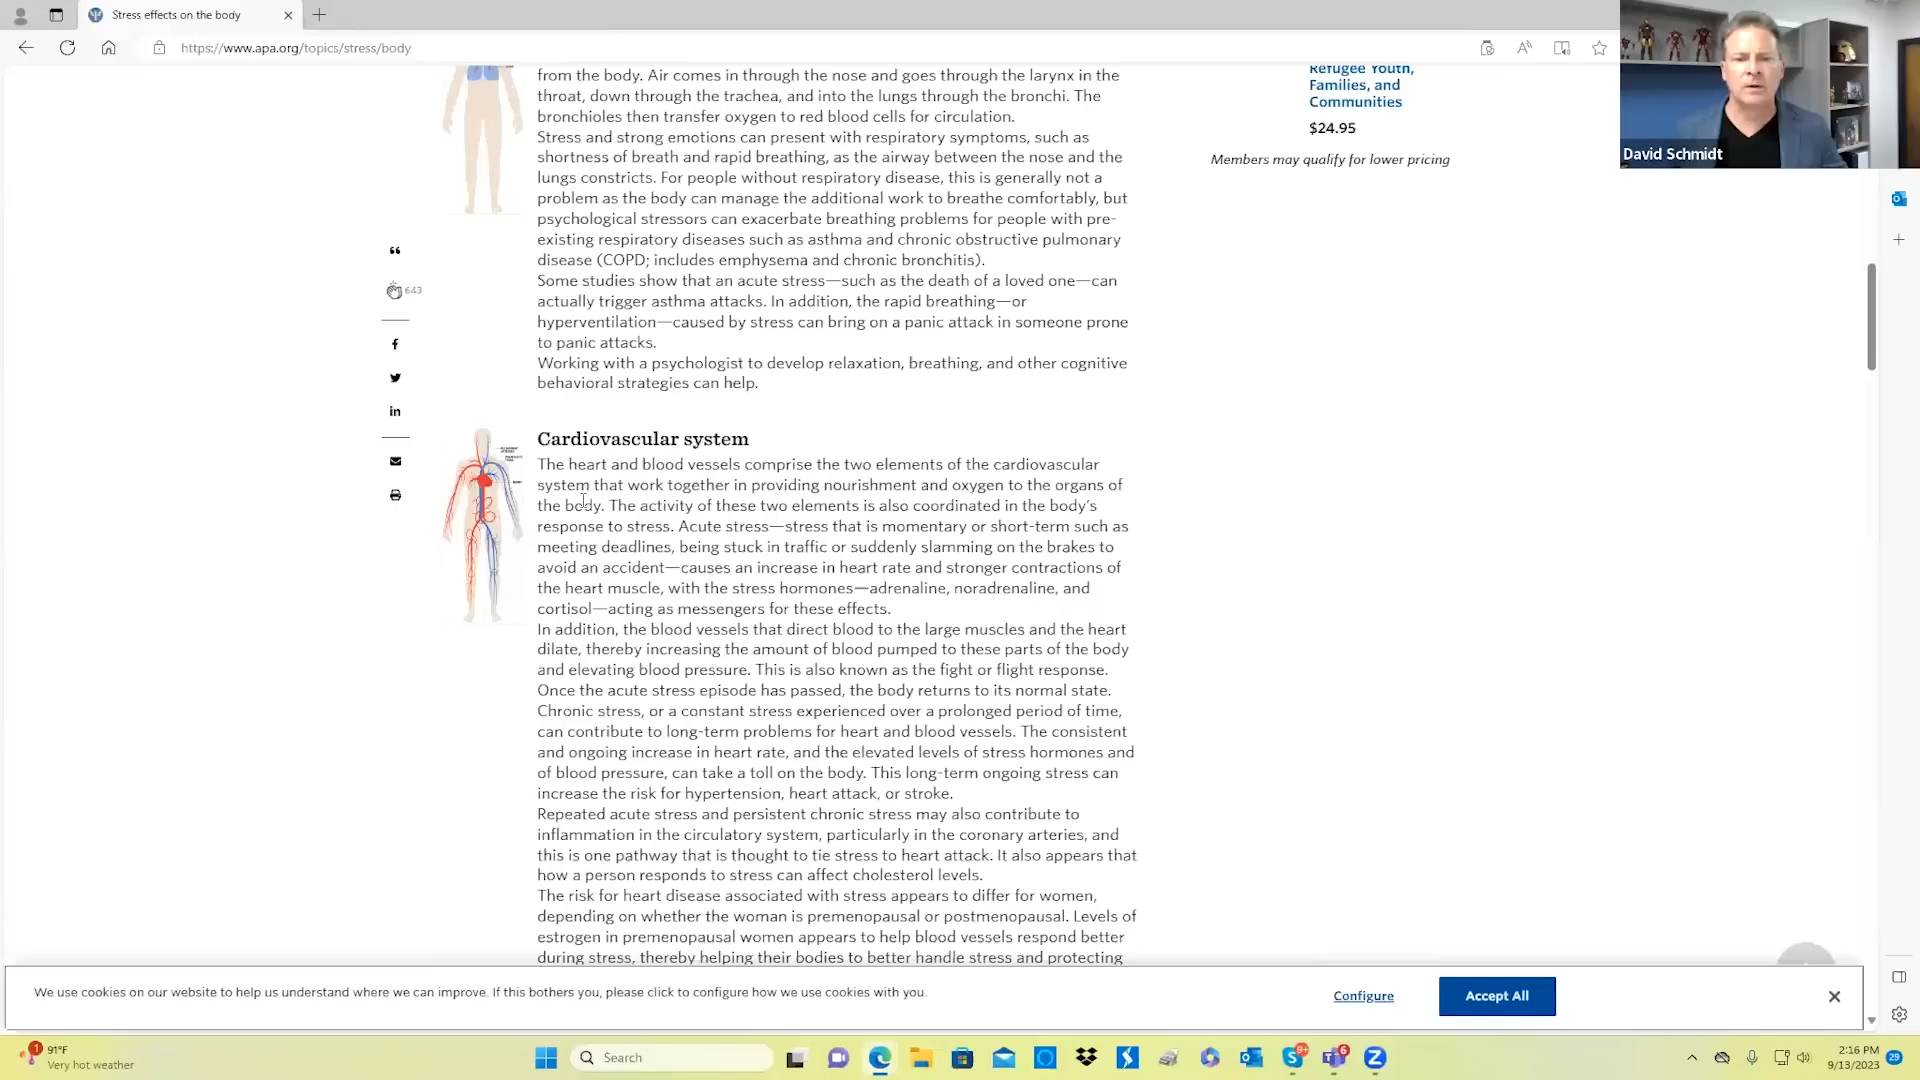 Stress effects on the body
https://www.apa.org/topics/stress/body
David Schmidt
from the body. Air comes in through the nose and goes through the larynx in the
throat, down through the trachea, and into the lungs through the bronchi. The
bronchioles then transfer oxygen to red blood cells for circulation.
Stress and strong emotions can present with respiratory symptoms, such as
shortness of breath and rapid breathing, as the airway between the nose and the
lungs constricts. For people without respiratory disease, this is generally not a
problem as the body can manage the additional work to breathe comfortably, but
psychological stressors can exacerbate breathing problems for people with pre-
existing respiratory diseases such as asthma and chronic obstructive pulmonary
disease (COPD; includes emphysema and chronic bronchitis).
Some studies show that an acute stress—such as the death of a loved one—can
actually trigger asthma attacks. In addition, the rapid breathing—or
hyperventilation—caused by stress can bring on a panic attack in someone prone
to panic attacks.
Working with a psychologist to develop relaxation, breathing, and other cognitive
behavioral strategies can help.
Refugee Youth,
Families, and
Communities
$24.95
Members may qualify for lower pricing
643
Cardiovascular system
The heart and blood vessels comprise the two elements of the cardiovascular
system that work together in providing nourishment and oxygen to the organs of
the body. The activity of these two elements is also coordinated in the body's
response to stress. Acute stress—stress that is momentary or short-term such as
meeting deadlines, being stuck in traffic or suddenly slamming on the brakes to
avoid an accident—causes an increase in heart rate and stronger contractions of
the heart muscle, with the stress hormones—adrenaline, noradrenaline, and
cortisol—acting as messengers for these effects.
In addition, the blood vessels that direct blood to the large muscles and the heart
dilate, thereby increasing the amount of blood pumped to these parts of the body
and elevating blood pressure. This is also known as the fight or flight response.
Once the acute stress episode has passed, the body returns to its normal state.
Chronic stress, or a constant stress experienced over a prolonged period of time,
can contribute to long-term problems for heart and blood vessels. The consistent
and ongoing increase in heart rate, and the elevated levels of stress hormones and
of blood pressure, can take a toll on the body. This long-term ongoing stress can
increase the risk for hypertension, heart attack, or stroke.
Repeated acute stress and persistent chronic stress may also contribute to
inflammation in the circulatory system, particularly in the coronary arteries, and
this is one pathway that is thought to tie stress to heart attack. It also appears that
how a person responds to stress can affect cholesterol levels.
The risk for heart disease associated with stress appears to differ for women,
depending on whether the woman is premenopausal or postmenopausal. Levels of
estrogen in premenopausal women appears to help blood vessels respond better
during stress, thereby helping their bodies to better handle stress and protecting
We use cookies on our website to help us understand where we can improve. If this bothers you, please click to configure how we use cookies with you.
Configure
Accept All
1
91°F
Very hot weather
Search
9+
6
2:16 PM
9/13/2023
29